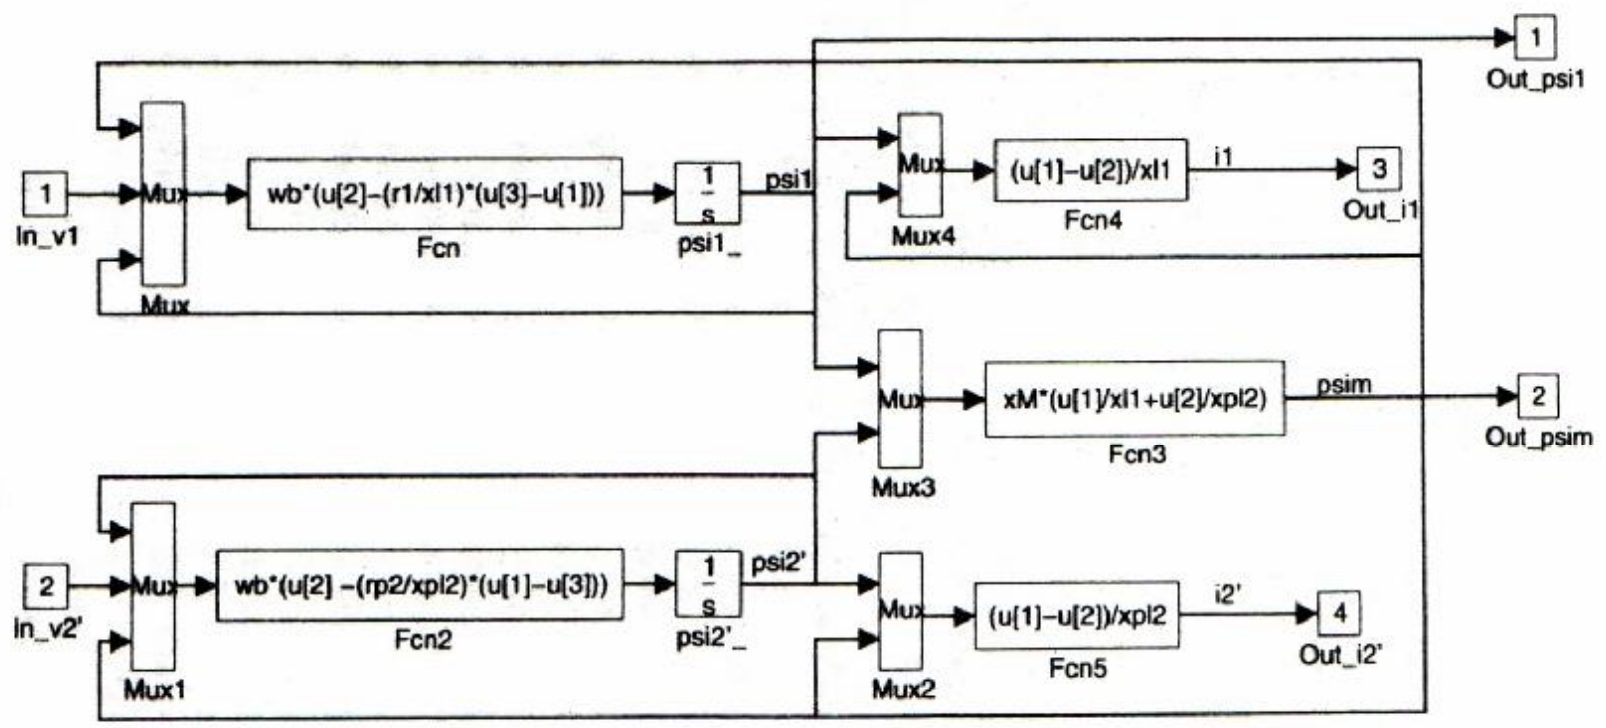 1
Out_psi1
1
In_v1
Mux
Mux
wb*(u[2]-(r1/xl1)*(u[3]-u[1]))
Fcn
1
s
psi1_
psi1
Mux
Mux4
(u[1]-u[2])/xl1
Fcn4
i1
3
Out_i1
Mux
Mux3
xM*(u[1]/xl1+u[2]/xpl2)
Fcn3
psim
2
Out_psim
2
In_v2'
Mux
Mux1
wb*(u[2] -(rp2/xpl2)*(u[1]-u[3]))
Fcn2
1
s
psi2'_
psi2'
Mux
Mux2
(u[1]-u[2])/xpl2
Fcn5
i2'
4
Out_i2'